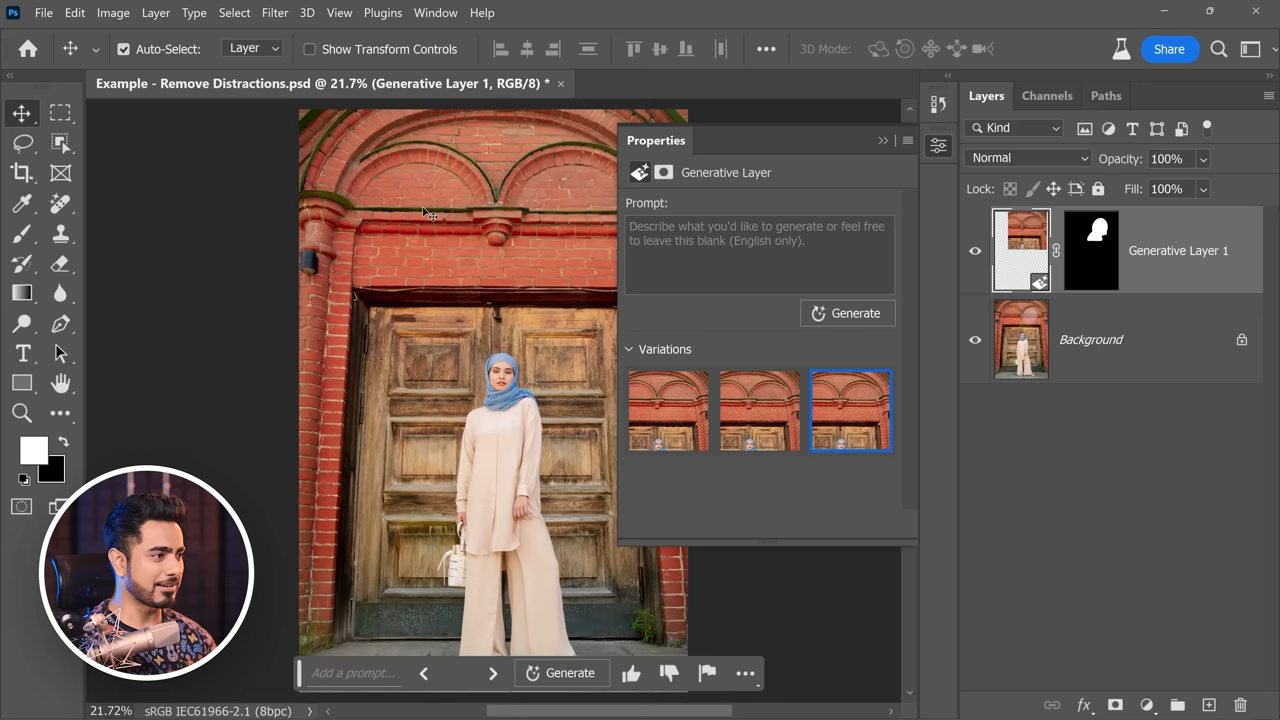 Ps File Edit Image Layer Type Select Filter 3D View Plugins Window Help
Auto-Select: Layer Show Transform Controls 3D Mode: Share
Example - Remove Distractions.psd @ 21.7% (Generative Layer 1, RGB/8) * ×
Layers Channels Paths
Kind
Normal Opacity: 100%
Lock: Fill: 100%
Generative Layer 1
Background
Properties
Generative Layer
Prompt:
Describe what you'd like to generate or feel free
to leave this blank (English only).
Generate
Variations
Add a prompt... Generate
21.72% sRGB IEC61966-2.1 (8bpc)